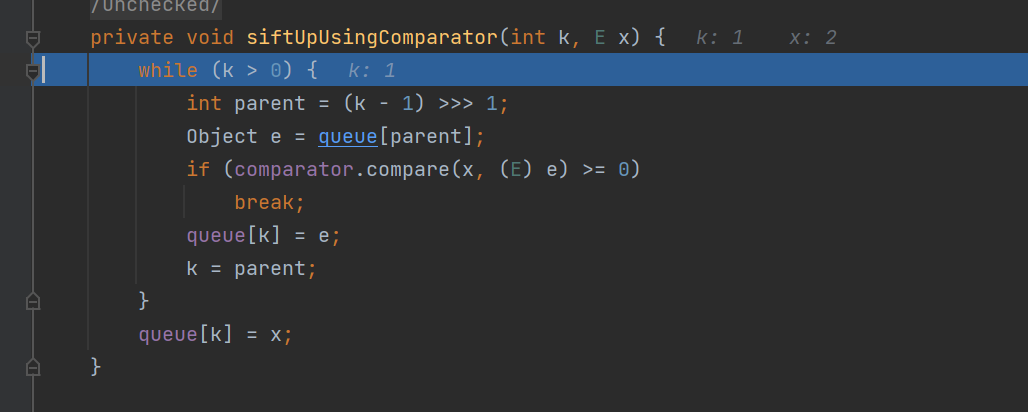 /Unchecked/
private void siftUpUsingComparator(int k, E x) {   k: 1    x: 2
    while (k > 0) {   k: 1
        int parent = (k - 1) >>> 1;
        Object e = queue[parent];
        if (comparator.compare(x, (E) e) >= 0)
            break;
        queue[k] = e;
        k = parent;
    }
    queue[k] = x;
}